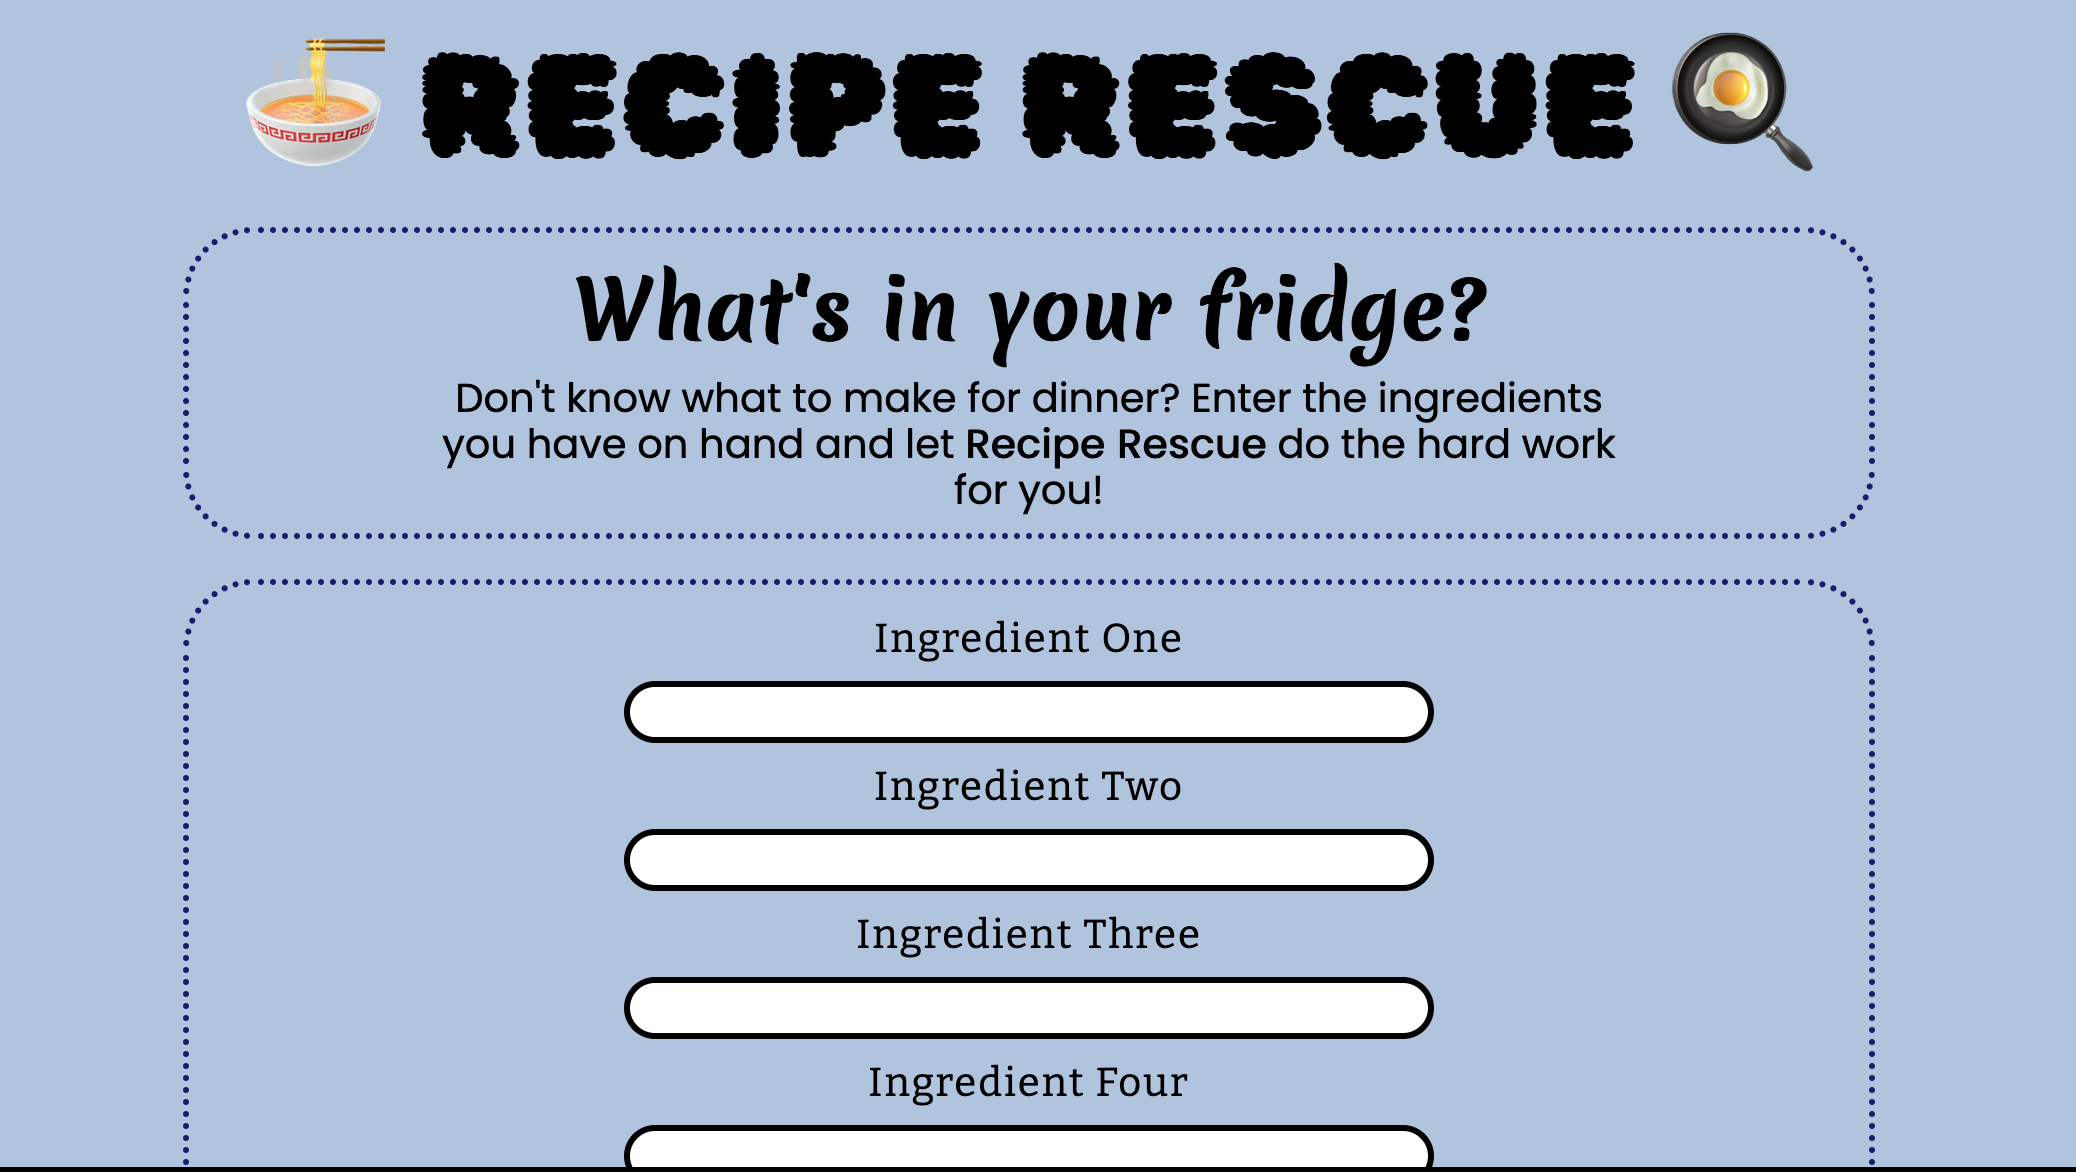 RECIPE RESCUE
What's in your fridge?
Don't know what to make for dinner? Enter the ingredients
you have on hand and let Recipe Rescue do the hard work
for you!
Ingredient One
Ingredient Two
Ingredient Three
Ingredient Four